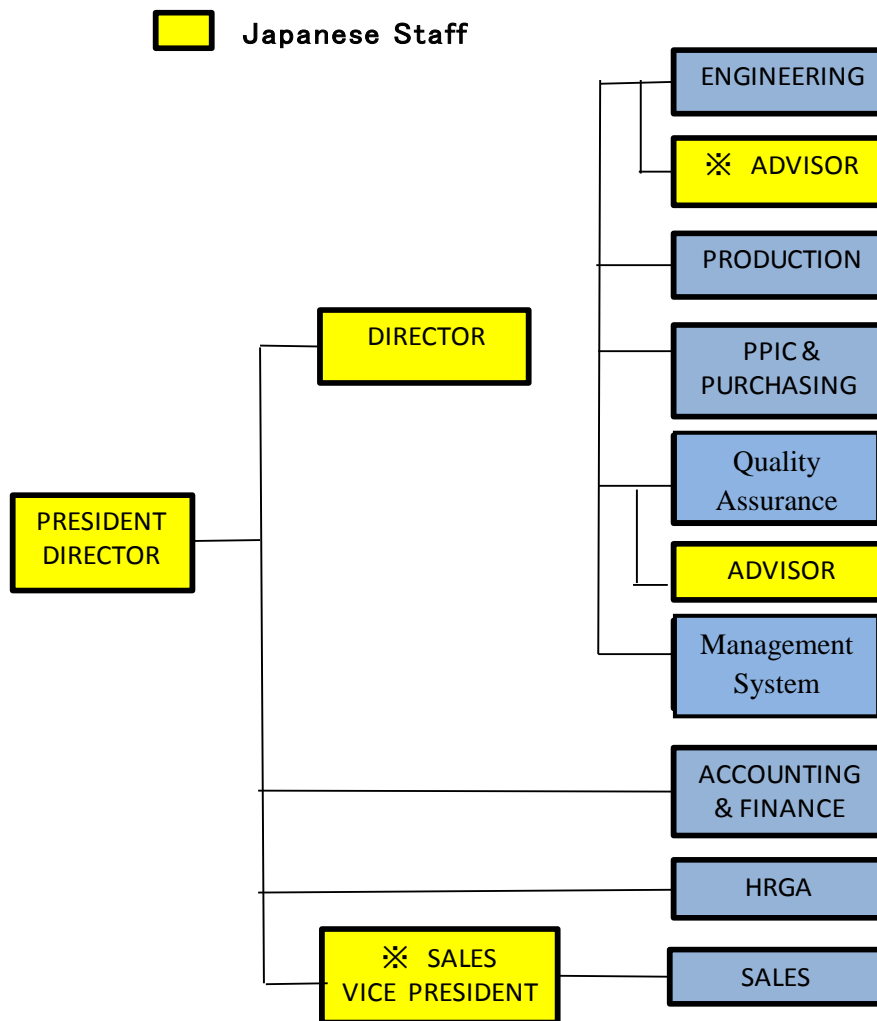 Japanese Staff
ENGINEERING
※ ADVISOR
PRODUCTION
DIRECTOR
PPIC &
PURCHASING
Quality
Assurance
PRESIDENT
DIRECTOR
ADVISOR
Management
System
ACCOUNTING
& FINANCE
HRGA
※ SALES
VICE PRESIDENT
SALES